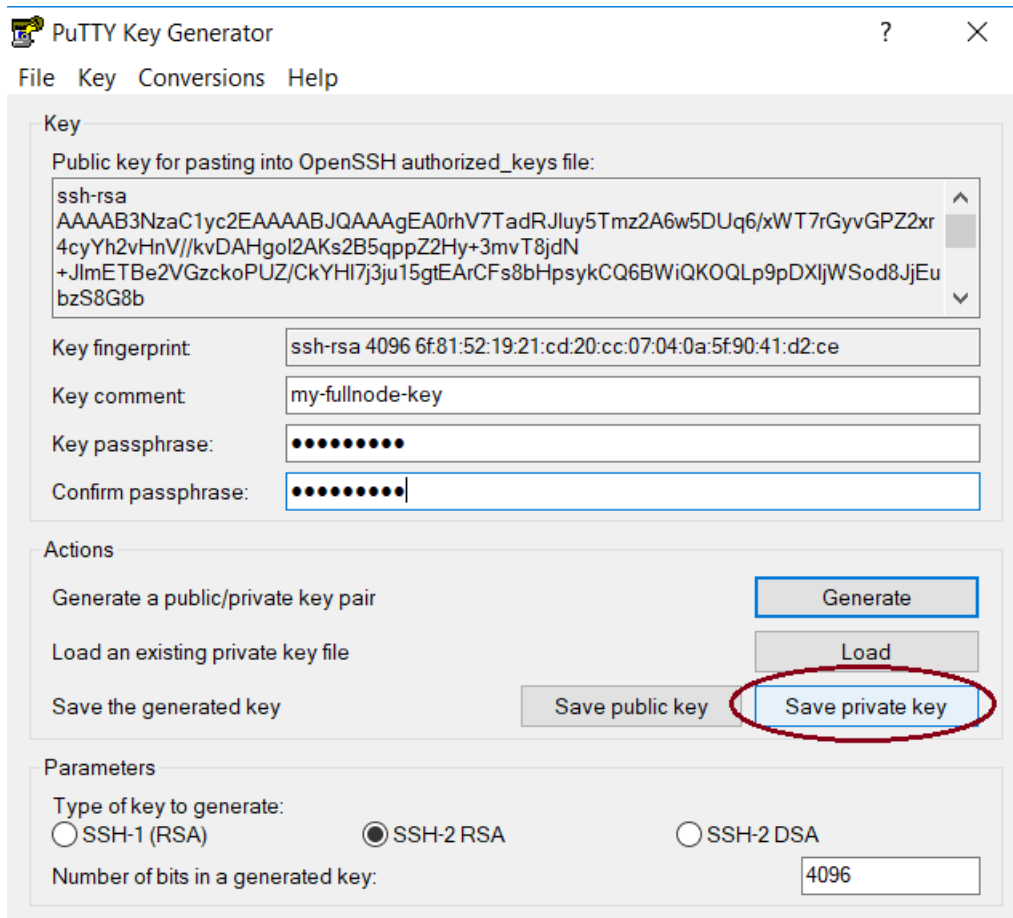 PuTTY Key Generator
?
File Key Conversions Help
Key
Public key for pasting into OpenSSH authorized_keys file:
ssh-rsa
AAAAB3NzaC1yc2EAAAABJQAAAgEA0rhV7TadRJluy5Tmz2A6w5DUq6/xWT7rGyvGPZ2xr
4cyYh2vHnV//kvDAHgol2AKs2B5qppZ2Hy+3mvT8jdN
+JlmETBe2VGzckoPUZ/CkYHl7j3ju15gtEArCFs8bHpsykCQ6BWiQKOQLp9pDXljWSod8JjEu
bzS8G8b
Key fingerprint: ssh-rsa 4096 6f:81:52:19:21:cd:20:cc:07:04:0a:5f:90:41:d2:ce
Key comment: my-fullnode-key
Key passphrase: ●●●●●●●●●
Confirm passphrase: ●●●●●●●●●
Actions
Generate a public/private key pair Generate
Load an existing private key file Load
Save the generated key Save public key Save private key
Parameters
Type of key to generate:
SSH-1 (RSA) SSH-2 RSA SSH-2 DSA
Number of bits in a generated key: 4096